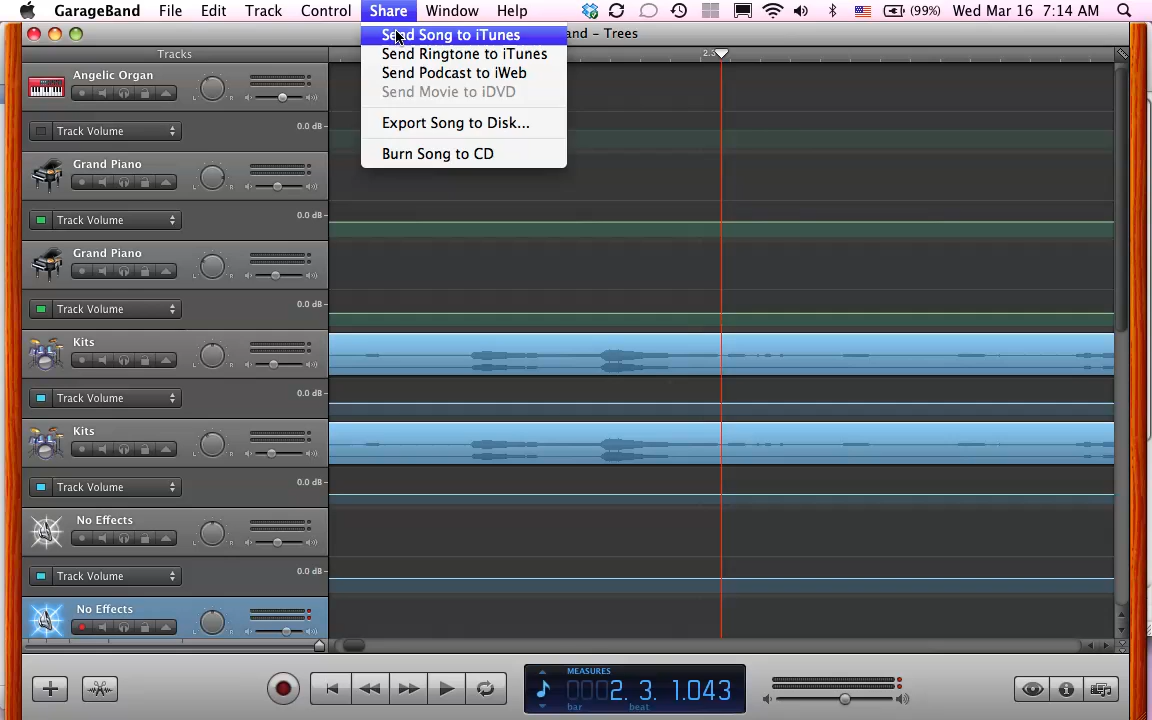 GarageBand File Edit Track Control Share Window Help (99%) Wed Mar 16 7:14 AM
and - Trees
Send Song to iTunes
Send Ringtone to iTunes
Send Podcast to iWeb
Send Movie to iDVD
Export Song to Disk...
Burn Song to CD
Tracks
Angelic Organ
L R
Track Volume 0.0 dB
Grand Piano
L R
Track Volume 0.0 dB
Grand Piano
L R
Track Volume 0.0 dB
Kits
L R
Track Volume 0.0 dB
Kits
L R
Track Volume 0.0 dB
No Effects
L R
Track Volume 0.0 dB
No Effects
L R
MEASURES
0002. 3. 1.043
bar beat